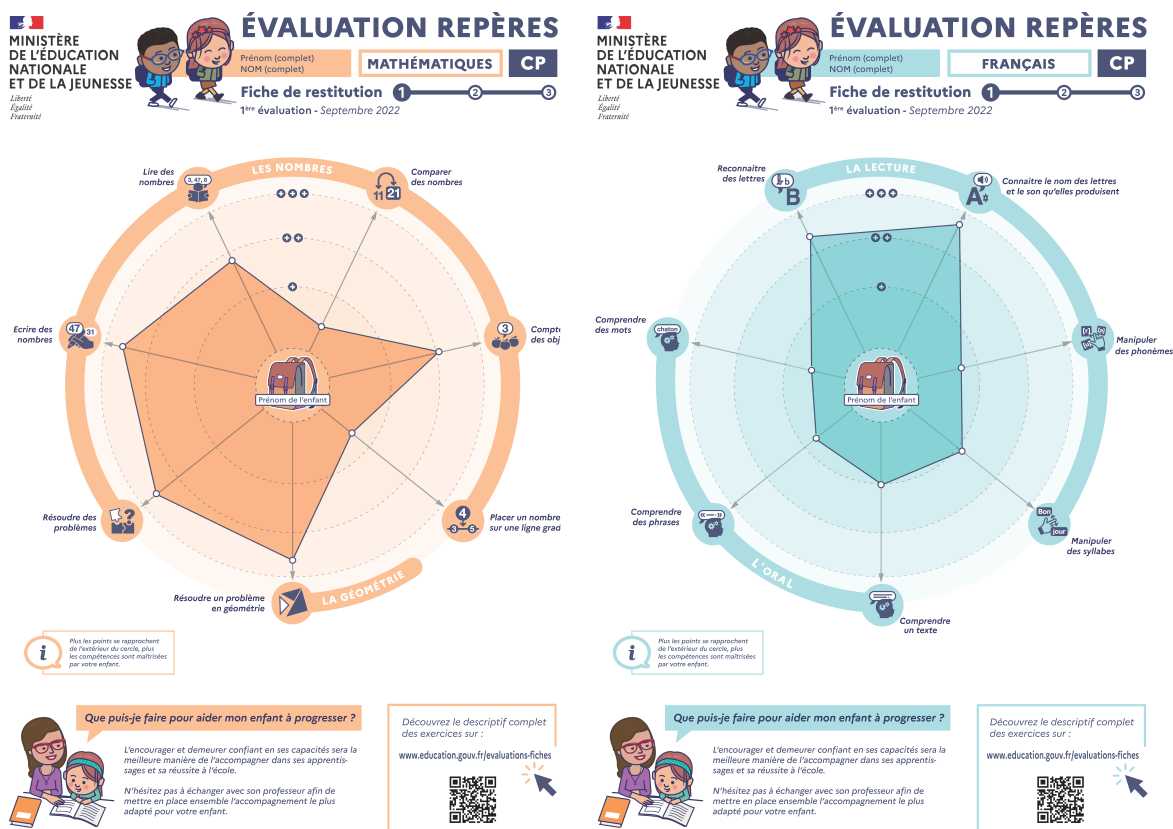 MINISTÈRE
DE L'ÉDUCATION
NATIONALE
ET DE LA JEUNESSE
Liberté
Égalité
Fraternité
ÉVALUATION REPÈRES
Prénom (complet)
NOM (complet)
MATHÉMATIQUES
CP
Fiche de restitution
1
2
3
1ère évaluation - Septembre 2022
LES NOMBRES
Lire des
nombres
3, 47, 8
Comparer
des nombres
11 21
Ecrire des
nombres
47
31
3
Compte
des obj
Prénom de l'enfant
Résoudre des
problèmes
?
4
3 5
Placer un nombre
sur une ligne grad
Résoudre un problème
en géométrie
LA GÉOMÉTRIE
i
Plus les points se rapprochent
de l'extérieur du cercle, plus
les compétences sont maîtrisées
par votre enfant.
Que puis-je faire pour aider mon enfant à progresser ?
L'encourager et demeurer confiant en ses capacités sera la
meilleure manière de l'accompagner dans ses apprentis-
sages et sa réussite à l'école.
N'hésitez pas à échanger avec son professeur afin de
mettre en place ensemble l'accompagnement le plus
adapté pour votre enfant.
Découvrez le descriptif complet
des exercices sur :
www.education.gouv.fr/evaluations-fiches
MINISTÈRE
DE L'ÉDUCATION
NATIONALE
ET DE LA JEUNESSE
Liberté
Égalité
Fraternité
ÉVALUATION REPÈRES
Prénom (complet)
NOM (complet)
FRANÇAIS
CP
Fiche de restitution
1
2
3
1ère évaluation - Septembre 2022
LA LECTURE
Reconnaitre
des lettres
b
B
A
Connaitre le nom des lettres
et le son qu'elles produisent
Comprendre
des mots
chaton
Manipuler
des phonèmes
Prénom de l'enfant
Comprendre
des phrases
Bon
jour
Manipuler
des syllabes
L'ORAL
Comprendre
un texte
i
Plus les points se rapprochent
de l'extérieur du cercle, plus
les compétences sont maîtrisées
par votre enfant.
Que puis-je faire pour aider mon enfant à progresser ?
L'encourager et demeurer confiant en ses capacités sera la
meilleure manière de l'accompagner dans ses apprentis-
sages et sa réussite à l'école.
N'hésitez pas à échanger avec son professeur afin de
mettre en place ensemble l'accompagnement le plus
adapté pour votre enfant.
Découvrez le descriptif complet
des exercices sur :
www.education.gouv.fr/evaluations-fiches